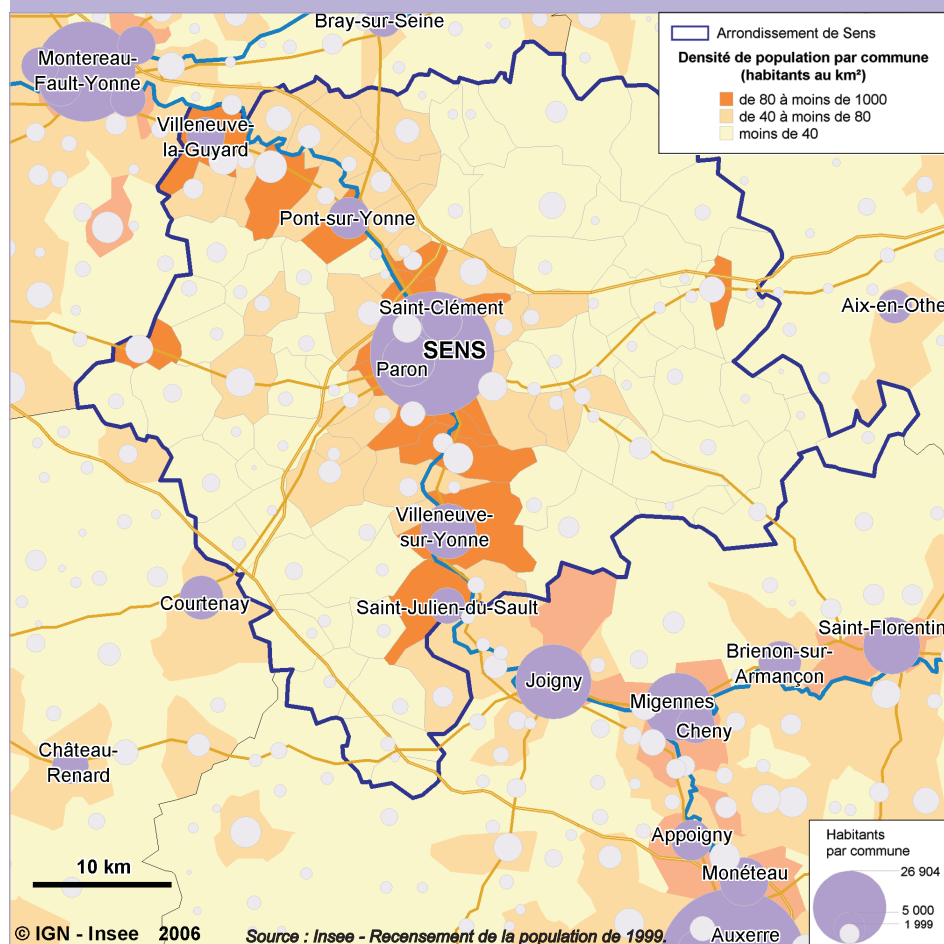 Bray-sur-Seine
Montereau-
Fault-Yonne
Arrondissement de Sens
Densité de population par commune
(habitants au km²)
de 80 à moins de 1000
de 40 à moins de 80
moins de 40
Villeneuve-
la-Guyard
Pont-sur-Yonne
Saint-Clément
Aix-en-Othe
SENS
Paron
Villeneuve-
sur-Yonne
Courtenay
Saint-Julien-du-Sault
Saint-Florentin
Brienon-sur-
Armançon
Joigny
Migennes
Cheny
Château-
Renard
Appoigny
Monéteau
Auxerre
10 km
Habitants
par commune
26 904
5 000
1 999
© IGN - Insee 2006
Source : Insee - Recensement de la population de 1999.